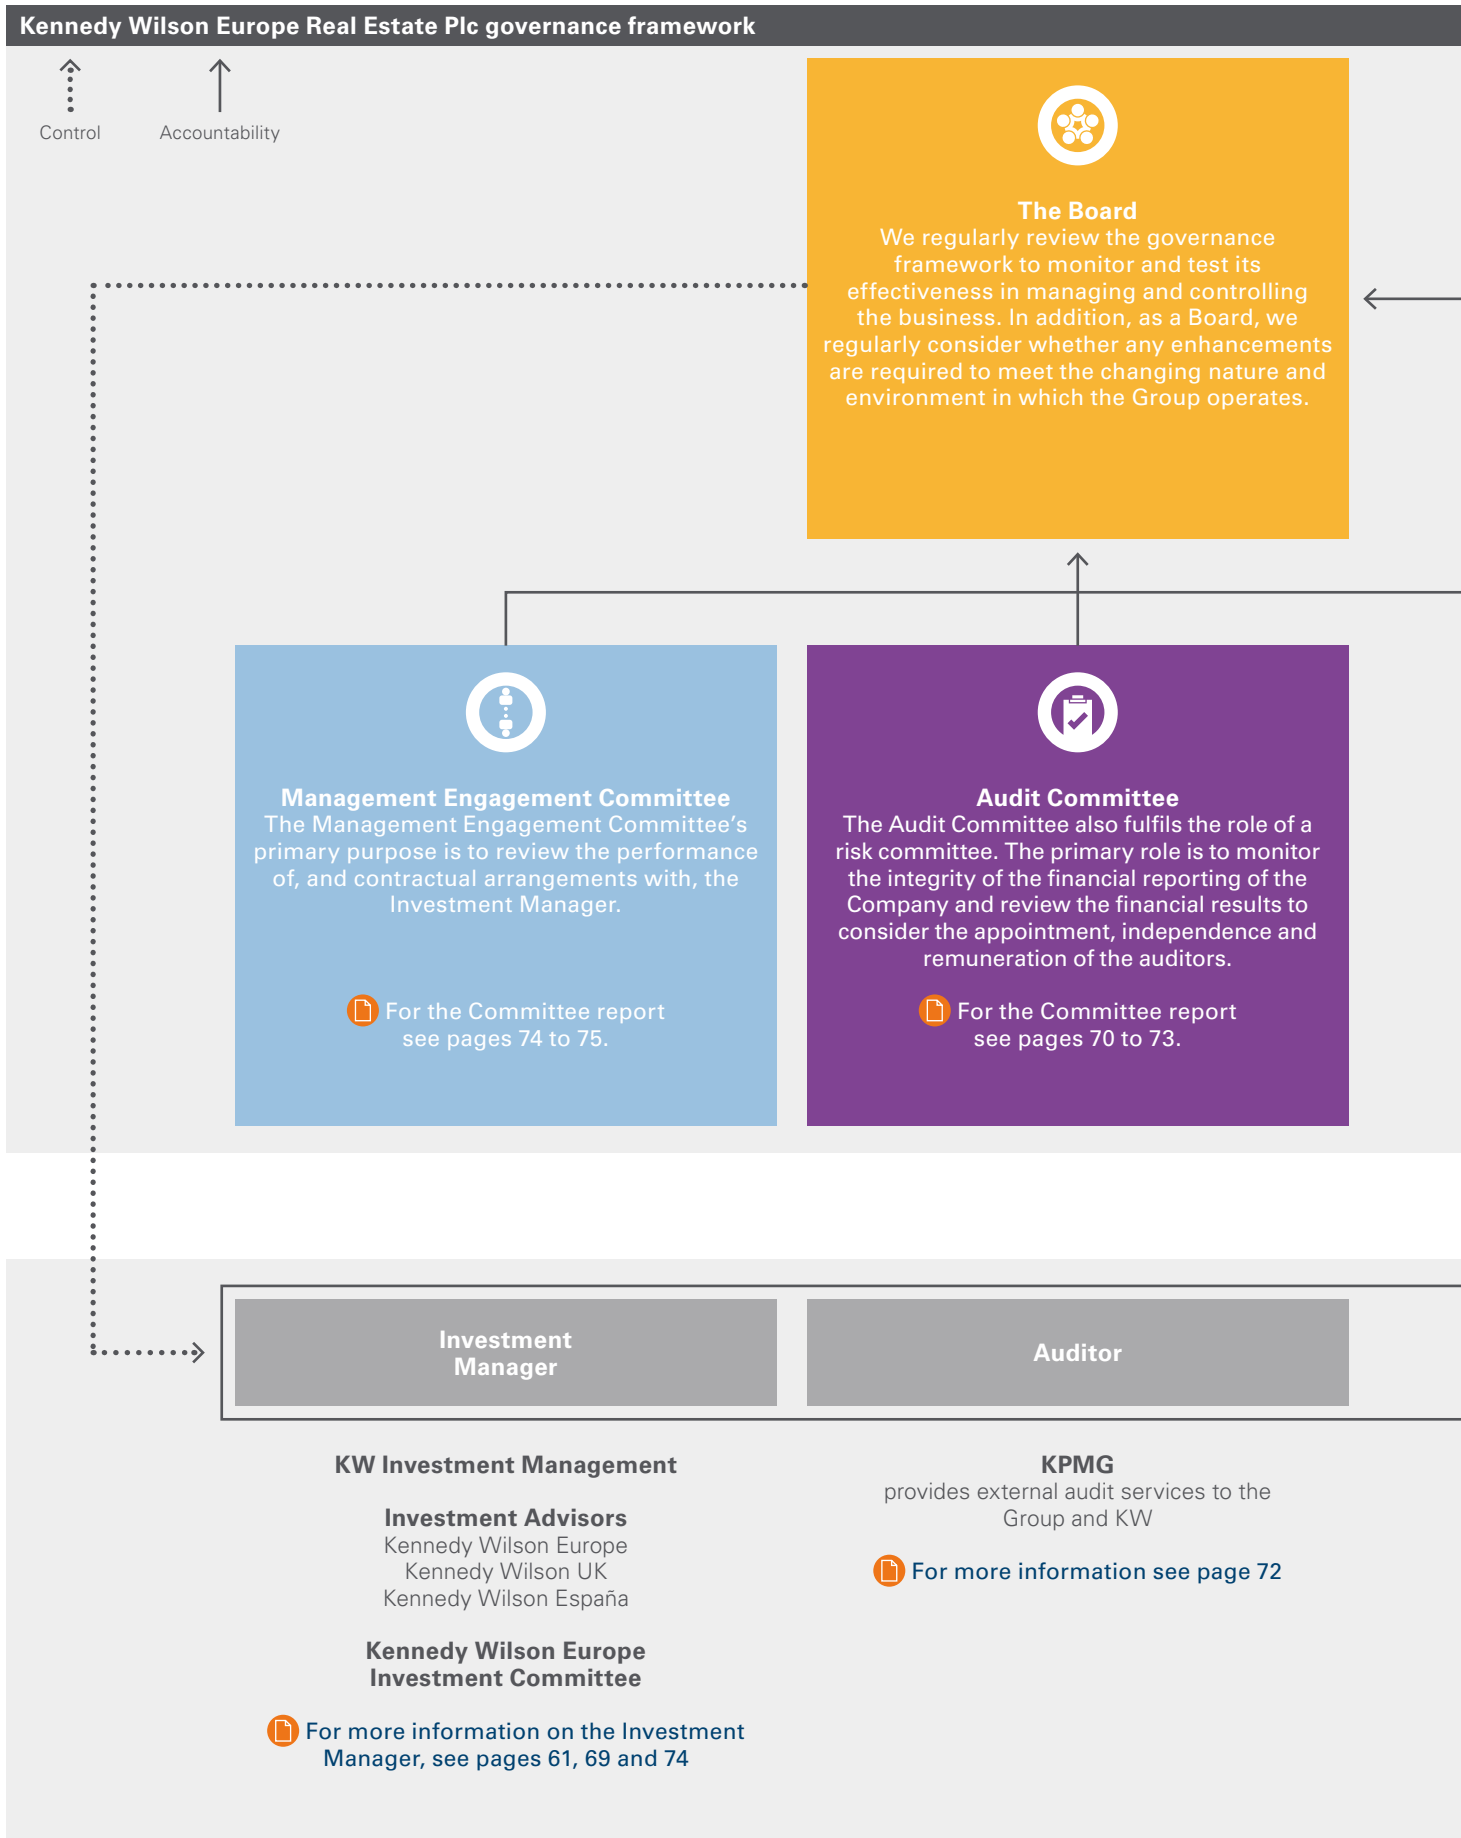 Kennedy Wilson Europe Real Estate Plc governance framework
Control
Accountability
The Board
We regularly review the governance
framework to monitor and test its
effectiveness in managing and controlling
the business. In addition, as a Board, we
regularly consider whether any enhancements
are required to meet the changing nature and
environment in which the Group operates.
Management Engagement Committee
The Management Engagement Committee’s
primary purpose is to review the performance
of, and contractual arrangements with, the
Investment Manager.
For the Committee report
see pages 74 to 75.
Audit Committee
The Audit Committee also fulfils the role of a
risk committee. The primary role is to monitor
the integrity of the financial reporting of the
Company and review the financial results to
consider the appointment, independence and
remuneration of the auditors.
For the Committee report
see pages 70 to 73.
Investment
Manager
KW Investment Management
Investment Advisors
Kennedy Wilson Europe
Kennedy Wilson UK
Kennedy Wilson España
Kennedy Wilson Europe
Investment Committee
For more information on the Investment
Manager, see pages 61, 69 and 74
Auditor
KPMG
provides external audit services to the
Group and KW
For more information see page 72